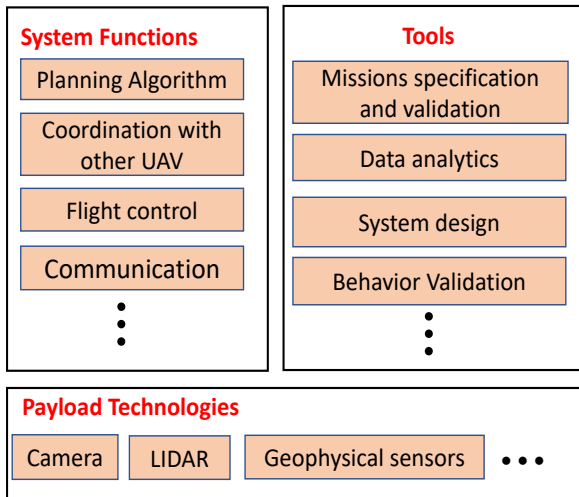 System Functions
Planning Algorithm
Coordination with
other UAV
Flight control
Communication
Tools
Missions specification
and validation
Data analytics
System design
Behavior Validation
Payload Technologies
Camera
LIDAR
Geophysical sensors